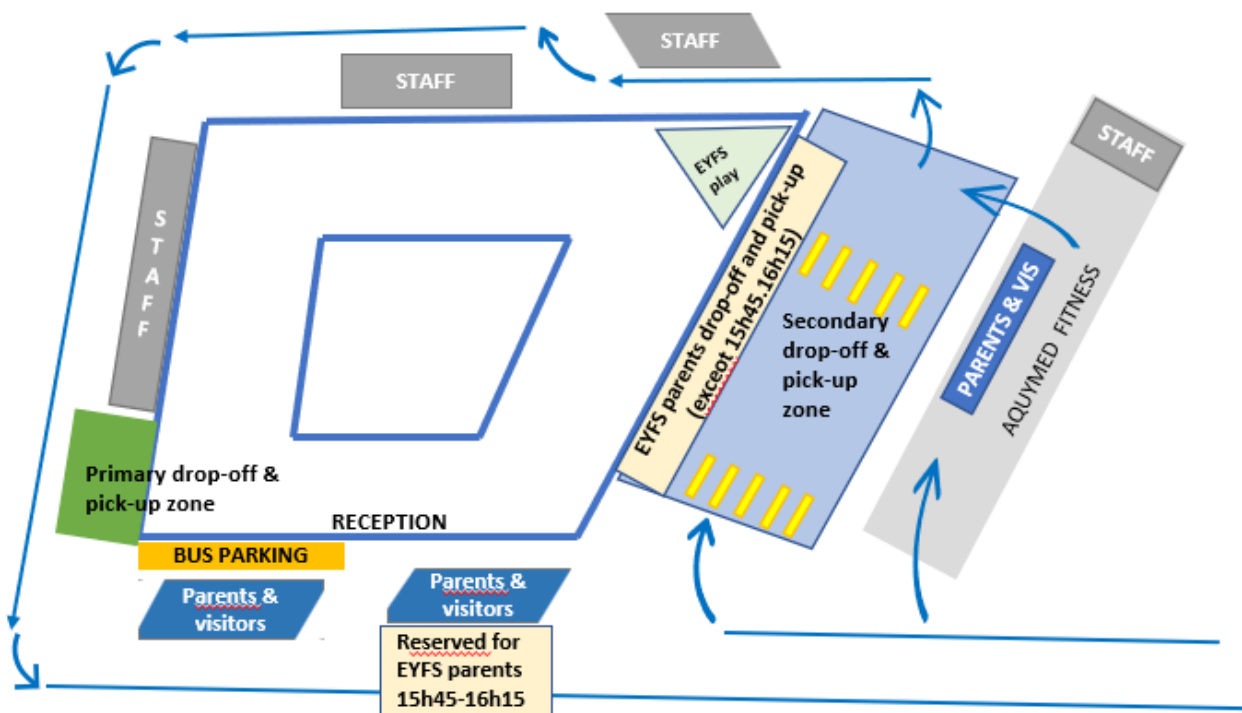 STAFF
STAFF
STAFF
STAFF
EYFS
play
EYFS parents drop-off and pick-up
(exceot 15h45.16h15)
Secondary
drop-off &
pick-up
zone
PARENTS & VIS
AQUYMED FITNESS
Primary drop-off &
pick-up zone
RECEPTION
BUS PARKING
Parents &
visitors
Parents &
visitors
Reserved for
EYFS parents
15h45-16h15